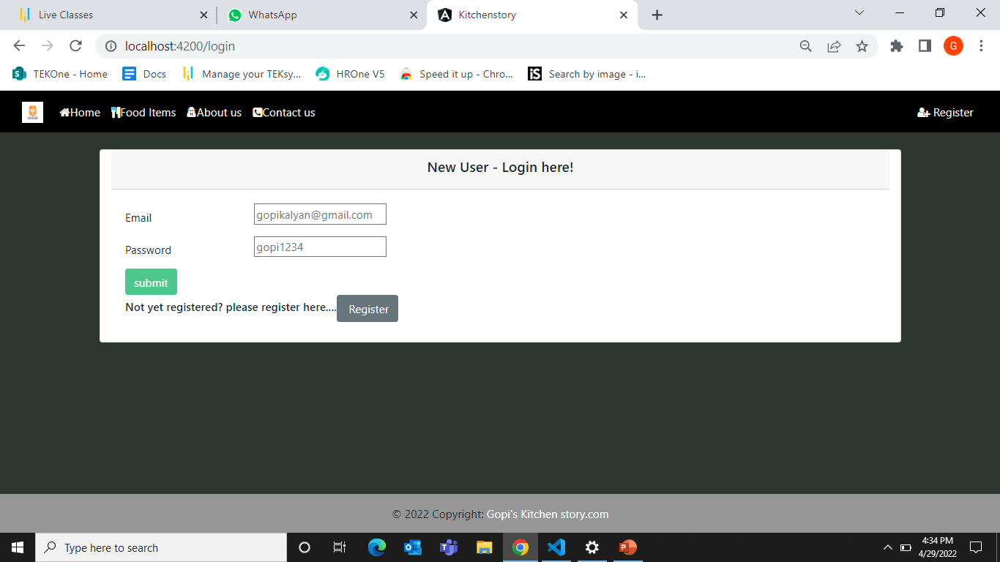 Live Classes
WhatsApp
Kitchenstory
localhost:4200/login
G
TEKOne - Home
Docs
Manage your TEKsy...
HROne V5
Speed it up - Chro...
iS
Search by image - i...
Home
Food Items
About us
Contact us
Register
New User - Login here!
Email
gopikalyan@gmail.com
Password
gopi1234
submit
Not yet registered? please register here....
Register
© 2022 Copyright: Gopi's Kitchen story.com
Type here to search
4:34 PM
4/29/2022